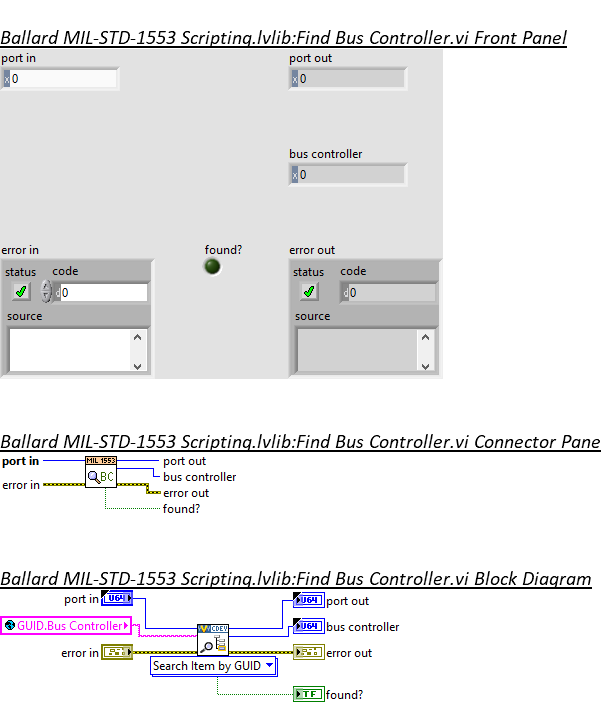 Ballard MIL-STD-1553 Scripting.lvlib:Find Bus Controller.vi Front Panel
port in
port out
x 0
x 0
bus controller
x 0
error in
found?
error out
status code
status code
d 0
d 0
source
source
Ballard MIL-STD-1553 Scripting.lvlib:Find Bus Controller.vi Connector Pane
port in
MIL 1553
port out
BC
bus controller
error in
error out
found?
Ballard MIL-STD-1553 Scripting.lvlib:Find Bus Controller.vi Block Diagram
port in U64
U64 port out
GUID.Bus Controller
CDEV
U64 bus controller
error in
error out
Search Item by GUID
TF found?